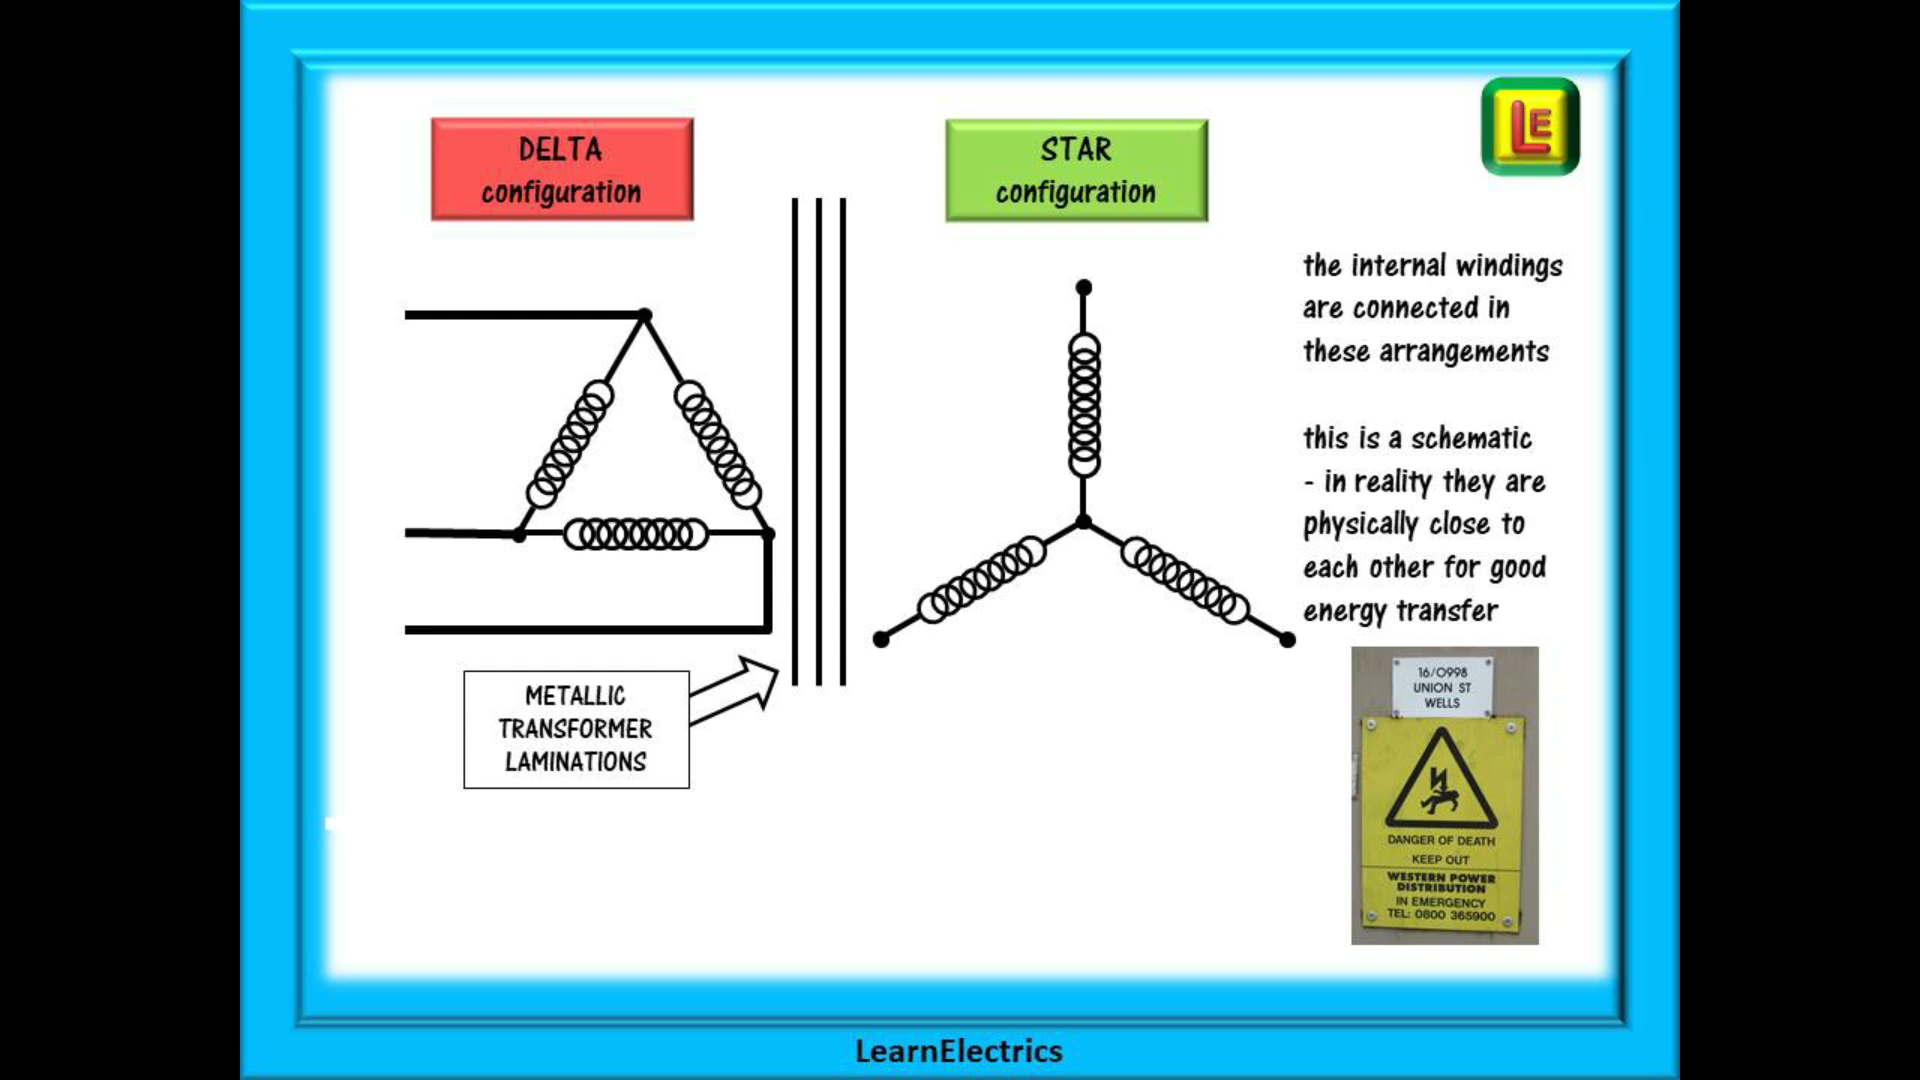 DELTA
configuration
STAR
configuration
LE
the internal windings
are connected in
these arrangements
this is a schematic
- in reality they are
physically close to
each other for good
energy transfer
METALLIC
TRANSFORMER
LAMINATIONS
16/0998
UNION ST
WELLS
DANGER OF DEATH
KEEP OUT
WESTERN POWER
DISTRIBUTION
IN EMERGENCY
TEL: 0800 365900
LearnElectrics